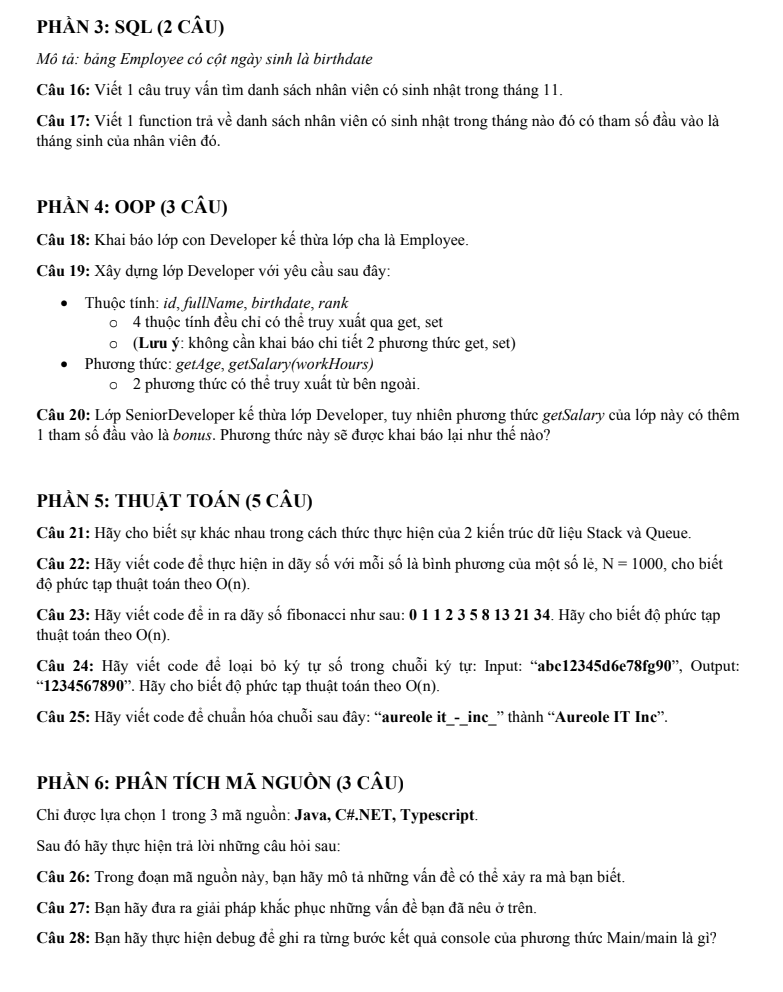 PHẦN 3: SQL (2 CÂU)
Mô tả: bảng Employee có cột ngày sinh là birthdate
Câu 16: Viết 1 câu truy vấn tìm danh sách nhân viên có sinh nhật trong tháng 11.
Câu 17: Viết 1 function trả về danh sách nhân viên có sinh nhật trong tháng nào đó có tham số đầu vào là
tháng sinh của nhân viên đó.
PHẦN 4: OOP (3 CÂU)
Câu 18: Khai báo lớp con Developer kế thừa lớp cha là Employee.
Câu 19: Xây dựng lớp Developer với yêu cầu sau đây:
• Thuộc tính: id, fullName, birthdate, rank
o 4 thuộc tính đều chỉ có thể truy xuất qua get, set
o (Lưu ý: không cần khai báo chi tiết 2 phương thức get, set)
• Phương thức: getAge, getSalary(workHours)
o 2 phương thức có thể truy xuất từ bên ngoài.
Câu 20: Lớp SeniorDeveloper kế thừa lớp Developer, tuy nhiên phương thức getSalary của lớp này có thêm
1 tham số đầu vào là bonus. Phương thức này sẽ được khai báo lại như thế nào?
PHẦN 5: THUẬT TOÁN (5 CÂU)
Câu 21: Hãy cho biết sự khác nhau trong cách thức thực hiện của 2 kiến trúc dữ liệu Stack và Queue.
Câu 22: Hãy viết code để thực hiện in dãy số với mỗi số là bình phương của một số lẻ, N = 1000, cho biết
độ phức tạp thuật toán theo O(n).
Câu 23: Hãy viết code để in ra dãy số fibonacci như sau: 0 1 1 2 3 5 8 13 21 34. Hãy cho biết độ phức tạp
thuật toán theo O(n).
Câu 24: Hãy viết code để loại bỏ ký tự số trong chuỗi ký tự: Input: “abc12345d6e78fg90”, Output:
“1234567890”. Hãy cho biết độ phức tạp thuật toán theo O(n).
Câu 25: Hãy viết code để chuẩn hóa chuỗi sau đây: “aureole it_-_inc_” thành “Aureole IT Inc”.
PHẦN 6: PHÂN TÍCH MÃ NGUỒN (3 CÂU)
Chỉ được lựa chọn 1 trong 3 mã nguồn: Java, C#.NET, Typescript.
Sau đó hãy thực hiện trả lời những câu hỏi sau:
Câu 26: Trong đoạn mã nguồn này, bạn hãy mô tả những vấn đề có thể xảy ra mà bạn biết.
Câu 27: Bạn hãy đưa ra giải pháp khắc phục những vấn đề bạn đã nêu ở trên.
Câu 28: Bạn hãy thực hiện debug để ghi ra từng bước kết quả console của phương thức Main/main là gì?